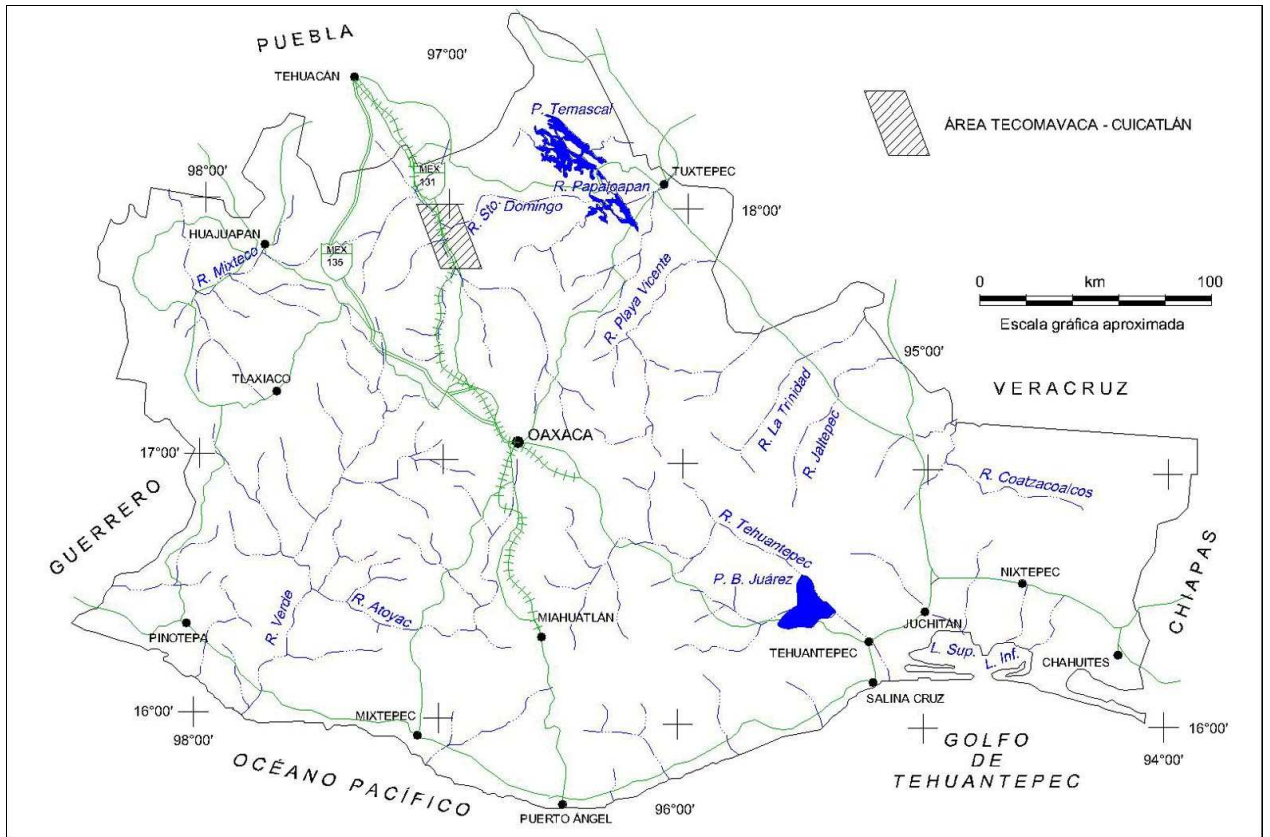 PUEBLA
97°00'
TEHUACÁN
P. Temascal
ÁREA TECOMAVACA - CUICATLÁN
MEX
131
98°00'
TUXTEPEC
R. Papaloapan
R. Sto. Domingo
18°00'
HUAJUAPAN
MEX
135
R. Mixteco
0 km 100
Escala gráfica aproximada
R. Playa Vicente
95°00'
TLAXIACO
VERACRUZ
R. La Trinidad
R. Jaltepec
OAXACA
17°00'
R. Coatzacoalcos
GUERRERO
R. Tehuantepec
P. B. Juárez
NIXTEPEC
CHIAPAS
R. Verde
R. Atoyac
JUCHITÁN
PINOTEPA
MIAHUATLÁN
TEHUANTEPEC
L. Sup.
L. Inf.
CHAHUITES
SALINA CRUZ
16°00'
98°00'
MIXTEPEC
16°00'
94°00'
GOLFO
DE
TEHUANTEPEC
OCÉANO PACÍFICO
96°00'
PUERTO ÁNGEL